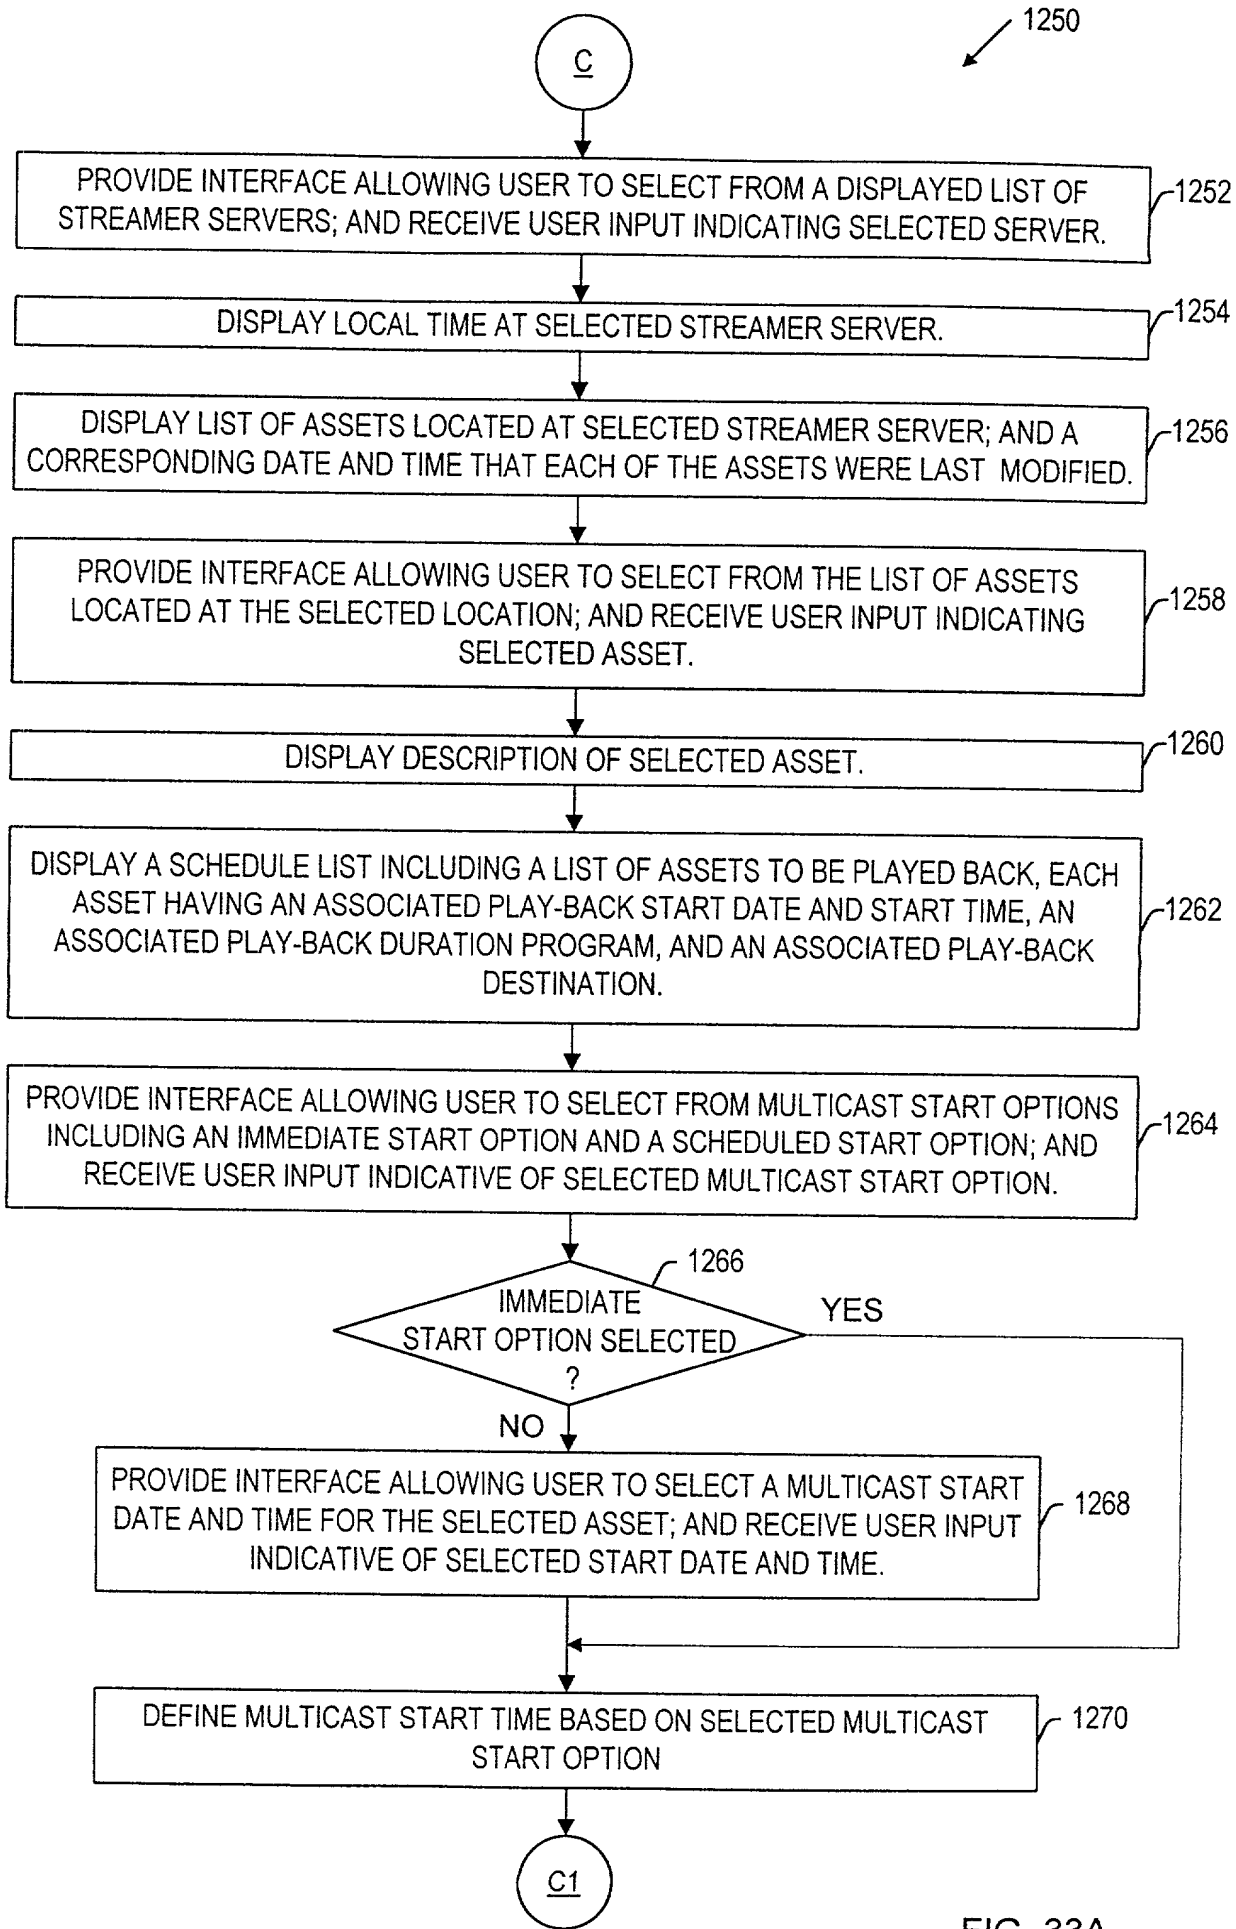 1250
C
PROVIDE INTERFACE ALLOWING USER TO SELECT FROM A DISPLAYED LIST OF
STREAMER SERVERS; AND RECEIVE USER INPUT INDICATING SELECTED SERVER.
1252
DISPLAY LOCAL TIME AT SELECTED STREAMER SERVER.
1254
DISPLAY LIST OF ASSETS LOCATED AT SELECTED STREAMER SERVER; AND A
CORRESPONDING DATE AND TIME THAT EACH OF THE ASSETS WERE LAST MODIFIED.
1256
PROVIDE INTERFACE ALLOWING USER TO SELECT FROM THE LIST OF ASSETS
LOCATED AT THE SELECTED LOCATION; AND RECEIVE USER INPUT INDICATING
SELECTED ASSET.
1258
DISPLAY DESCRIPTION OF SELECTED ASSET.
1260
DISPLAY A SCHEDULE LIST INCLUDING A LIST OF ASSETS TO BE PLAYED BACK, EACH
ASSET HAVING AN ASSOCIATED PLAY-BACK START DATE AND START TIME, AN
ASSOCIATED PLAY-BACK DURATION PROGRAM, AND AN ASSOCIATED PLAY-BACK
DESTINATION.
1262
PROVIDE INTERFACE ALLOWING USER TO SELECT FROM MULTICAST START OPTIONS
INCLUDING AN IMMEDIATE START OPTION AND A SCHEDULED START OPTION; AND
RECEIVE USER INPUT INDICATIVE OF SELECTED MULTICAST START OPTION.
1264
1266
IMMEDIATE
START OPTION SELECTED
?
YES
NO
PROVIDE INTERFACE ALLOWING USER TO SELECT A MULTICAST START
DATE AND TIME FOR THE SELECTED ASSET; AND RECEIVE USER INPUT
INDICATIVE OF SELECTED START DATE AND TIME.
1268
DEFINE MULTICAST START TIME BASED ON SELECTED MULTICAST
START OPTION
1270
C1
FIG. 33A